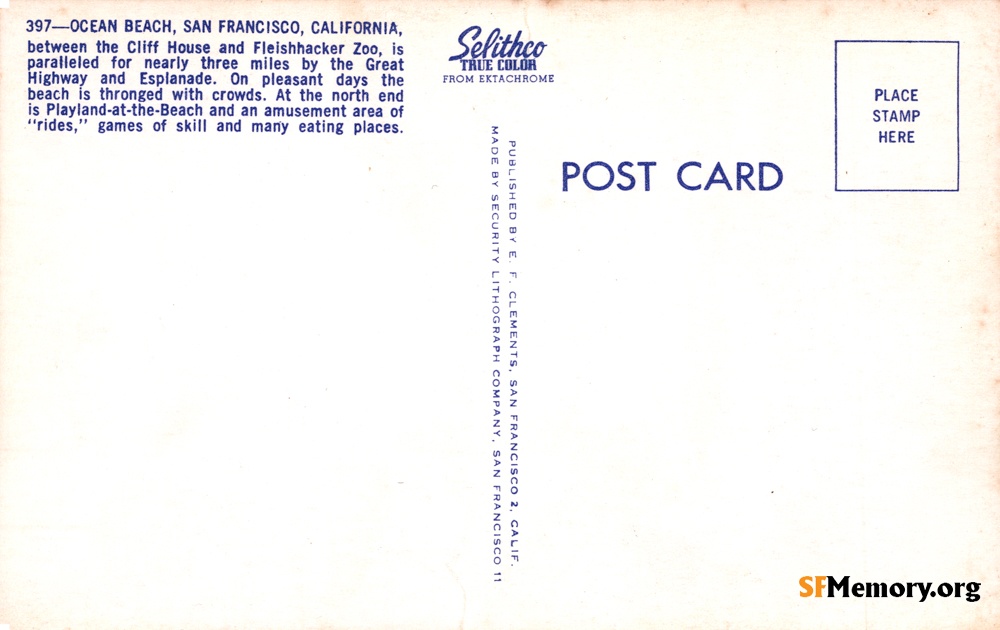 397—OCEAN BEACH, SAN FRANCISCO, CALIFORNIA,
between the Cliff House and Fleishhacker Zoo, is
paralleled for nearly three miles by the Great
Highway and Esplanade. On pleasant days the
beach is thronged with crowds. At the north end
is Playland-at-the-Beach and an amusement area of
"rides," games of skill and many eating places.
Selithco
TRUE COLOR
FROM EKTACHROME
PUBLISHED BY E. F. CLEMENTS, SAN FRANCISCO 2, CALIF.
MADE BY SECURITY LITHOGRAPH COMPANY, SAN FRANCISCO 11
POST CARD
PLACE
STAMP
HERE
SFMemory.org